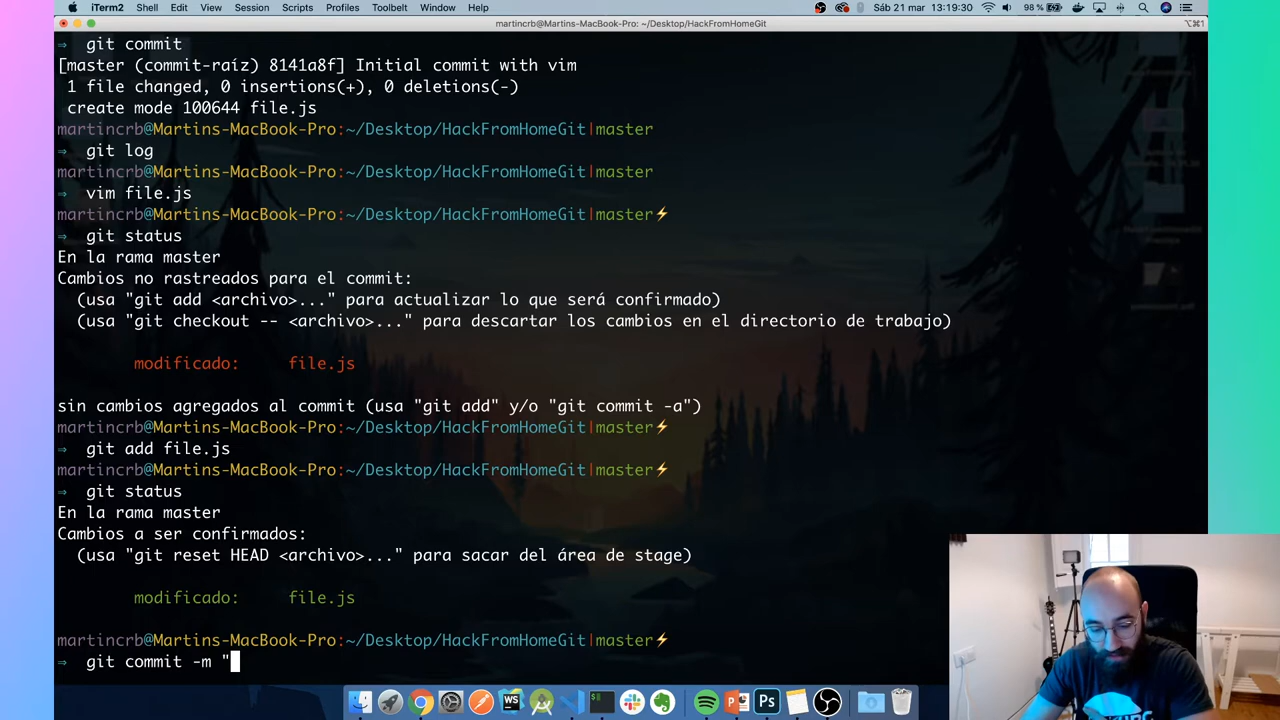 iTerm2 Shell Edit View Session Scripts Profiles Toolbelt Window Help 98 % Sáb 21 mar 13:19:30
martincrb@Martins-MacBook-Pro: ~/Desktop/HackFromHomeGit ⌥⌘1
⇒ git commit
[master (commit-raíz) 8141a8f] Initial commit with vim
1 file changed, 0 insertions(+), 0 deletions(-)
create mode 100644 file.js
martincrb@Martins-MacBook-Pro:~/Desktop/HackFromHomeGit|master
⇒ git log
martincrb@Martins-MacBook-Pro:~/Desktop/HackFromHomeGit|master
⇒ vim file.js
martincrb@Martins-MacBook-Pro:~/Desktop/HackFromHomeGit|master⚡
⇒ git status
En la rama master
Cambios no rastreados para el commit:
(usa "git add <archivo>..." para actualizar lo que será confirmado)
(usa "git checkout -- <archivo>..." para descartar los cambios en el directorio de trabajo)
modificado: file.js
sin cambios agregados al commit (usa "git add" y/o "git commit -a")
martincrb@Martins-MacBook-Pro:~/Desktop/HackFromHomeGit|master⚡
⇒ git add file.js
martincrb@Martins-MacBook-Pro:~/Desktop/HackFromHomeGit|master⚡
⇒ git status
En la rama master
Cambios a ser confirmados:
(usa "git reset HEAD <archivo>..." para sacar del área de stage)
modificado: file.js
martincrb@Martins-MacBook-Pro:~/Desktop/HackFromHomeGit|master⚡
⇒ git commit -m "
WS
Ps